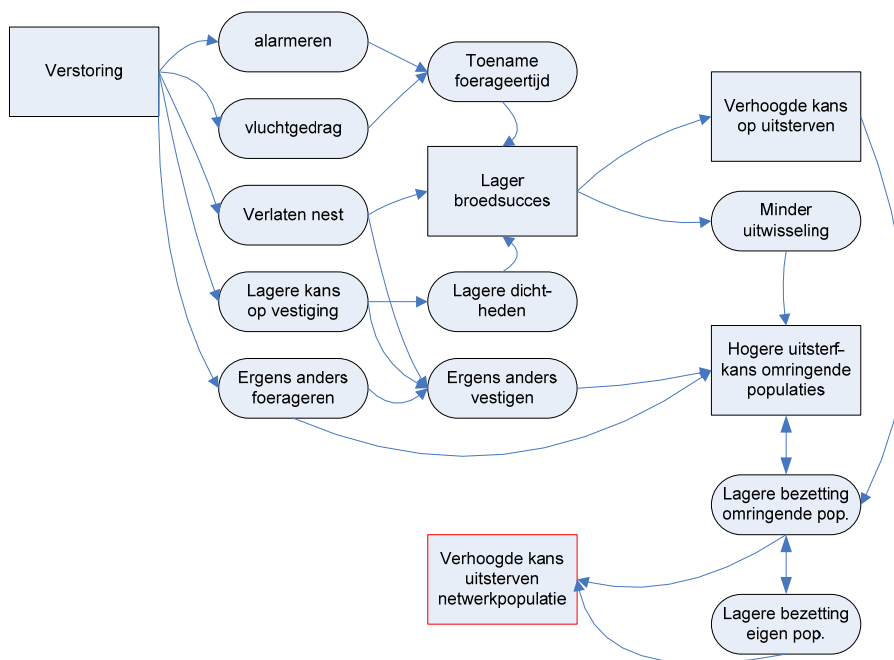 Verstoring
alarmeren
vluchtgedrag
Verlaten nest
Lagere kans
op vestiging
Ergens anders
foerageren
Toename
foerageertijd
Lager
broedsucces
Lagere dicht-
heden
Ergens anders
vestigen
Verhoogde kans
op uitsterven
Minder
uitwisseling
Hogere uitsterf-
kans omringende
populaties
Lagere bezetting
omringende pop.
Verhoogde kans
uitsterven
netwerkpopulatie
Lagere bezetting
eigen pop.